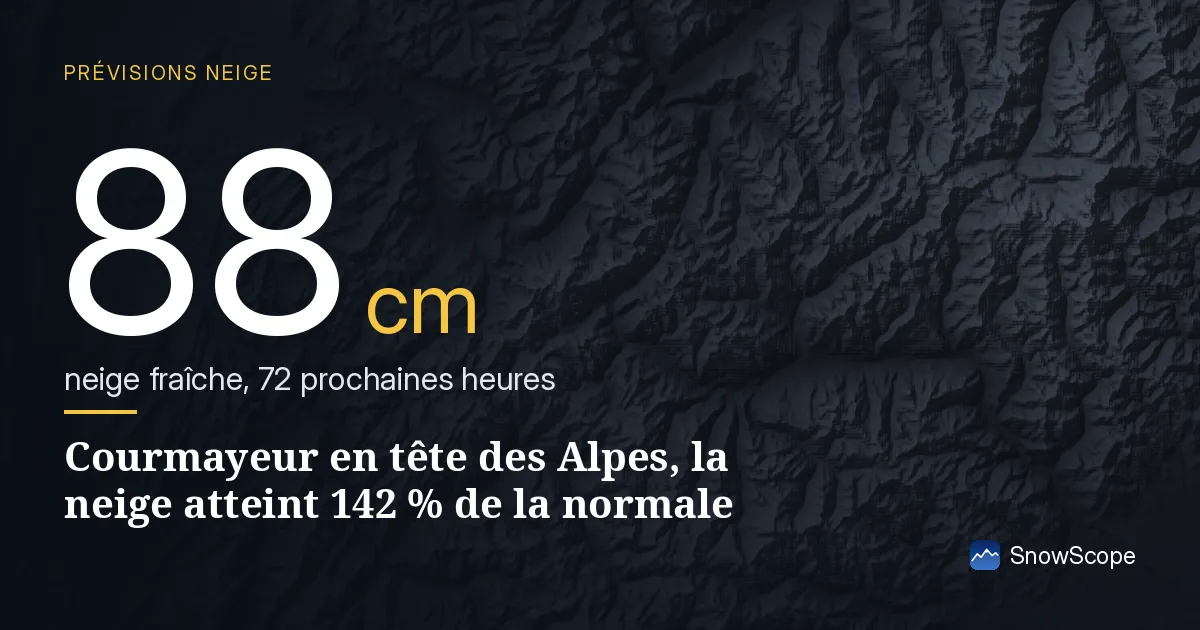 PRÉVISIONS NEIGE
88 cm
neige fraîche, 72 prochaines heures
Courmayeur en tête des Alpes, la
neige atteint 142 % de la normale
SnowScope